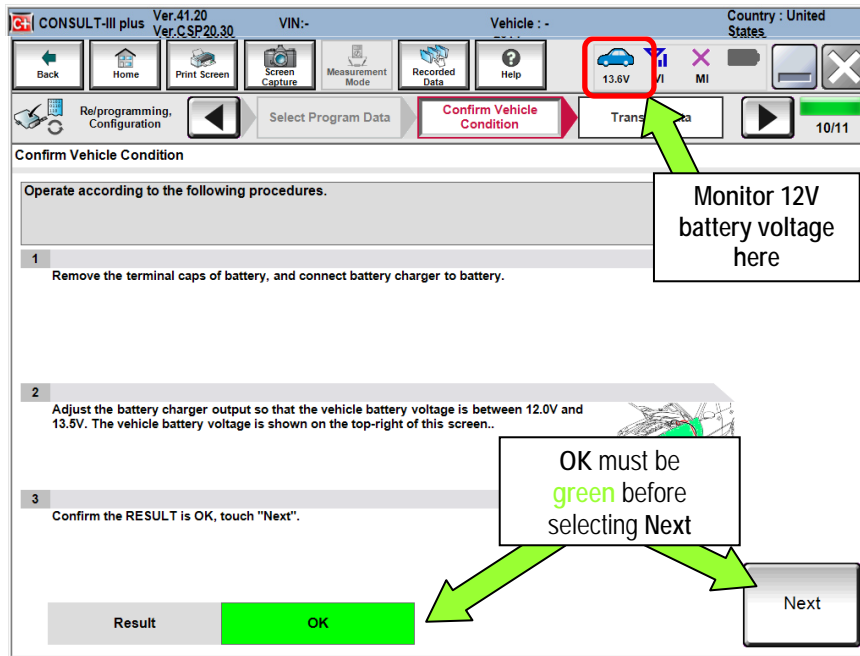 CONSULT-III plus Ver.41.20 VIN:- Vehicle : - Country : United
Ver.CSP20.30 States
Back Home Print Screen Screen Capture Measurement Mode Recorded Data Help 13.6V VI MI
Re/programming, Configuration Select Program Data Confirm Vehicle Condition 10/11
Confirm Vehicle Condition
Operate according to the following procedures.
Monitor 12V
battery voltage
here
1
Remove the terminal caps of battery, and connect battery charger to battery.
2
Adjust the battery charger output so that the vehicle battery voltage is between 12.0V and
13.5V. The vehicle battery voltage is shown on the top-right of this screen..
OK must be
green before
selecting Next
3
Confirm the RESULT is OK, touch "Next".
Next
Result OK